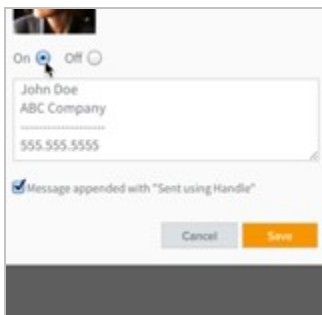 On Off
John Doe
ABC Company
--------------------
555.555.5555
Message appended with "Sent using Handle"
Cancel Save